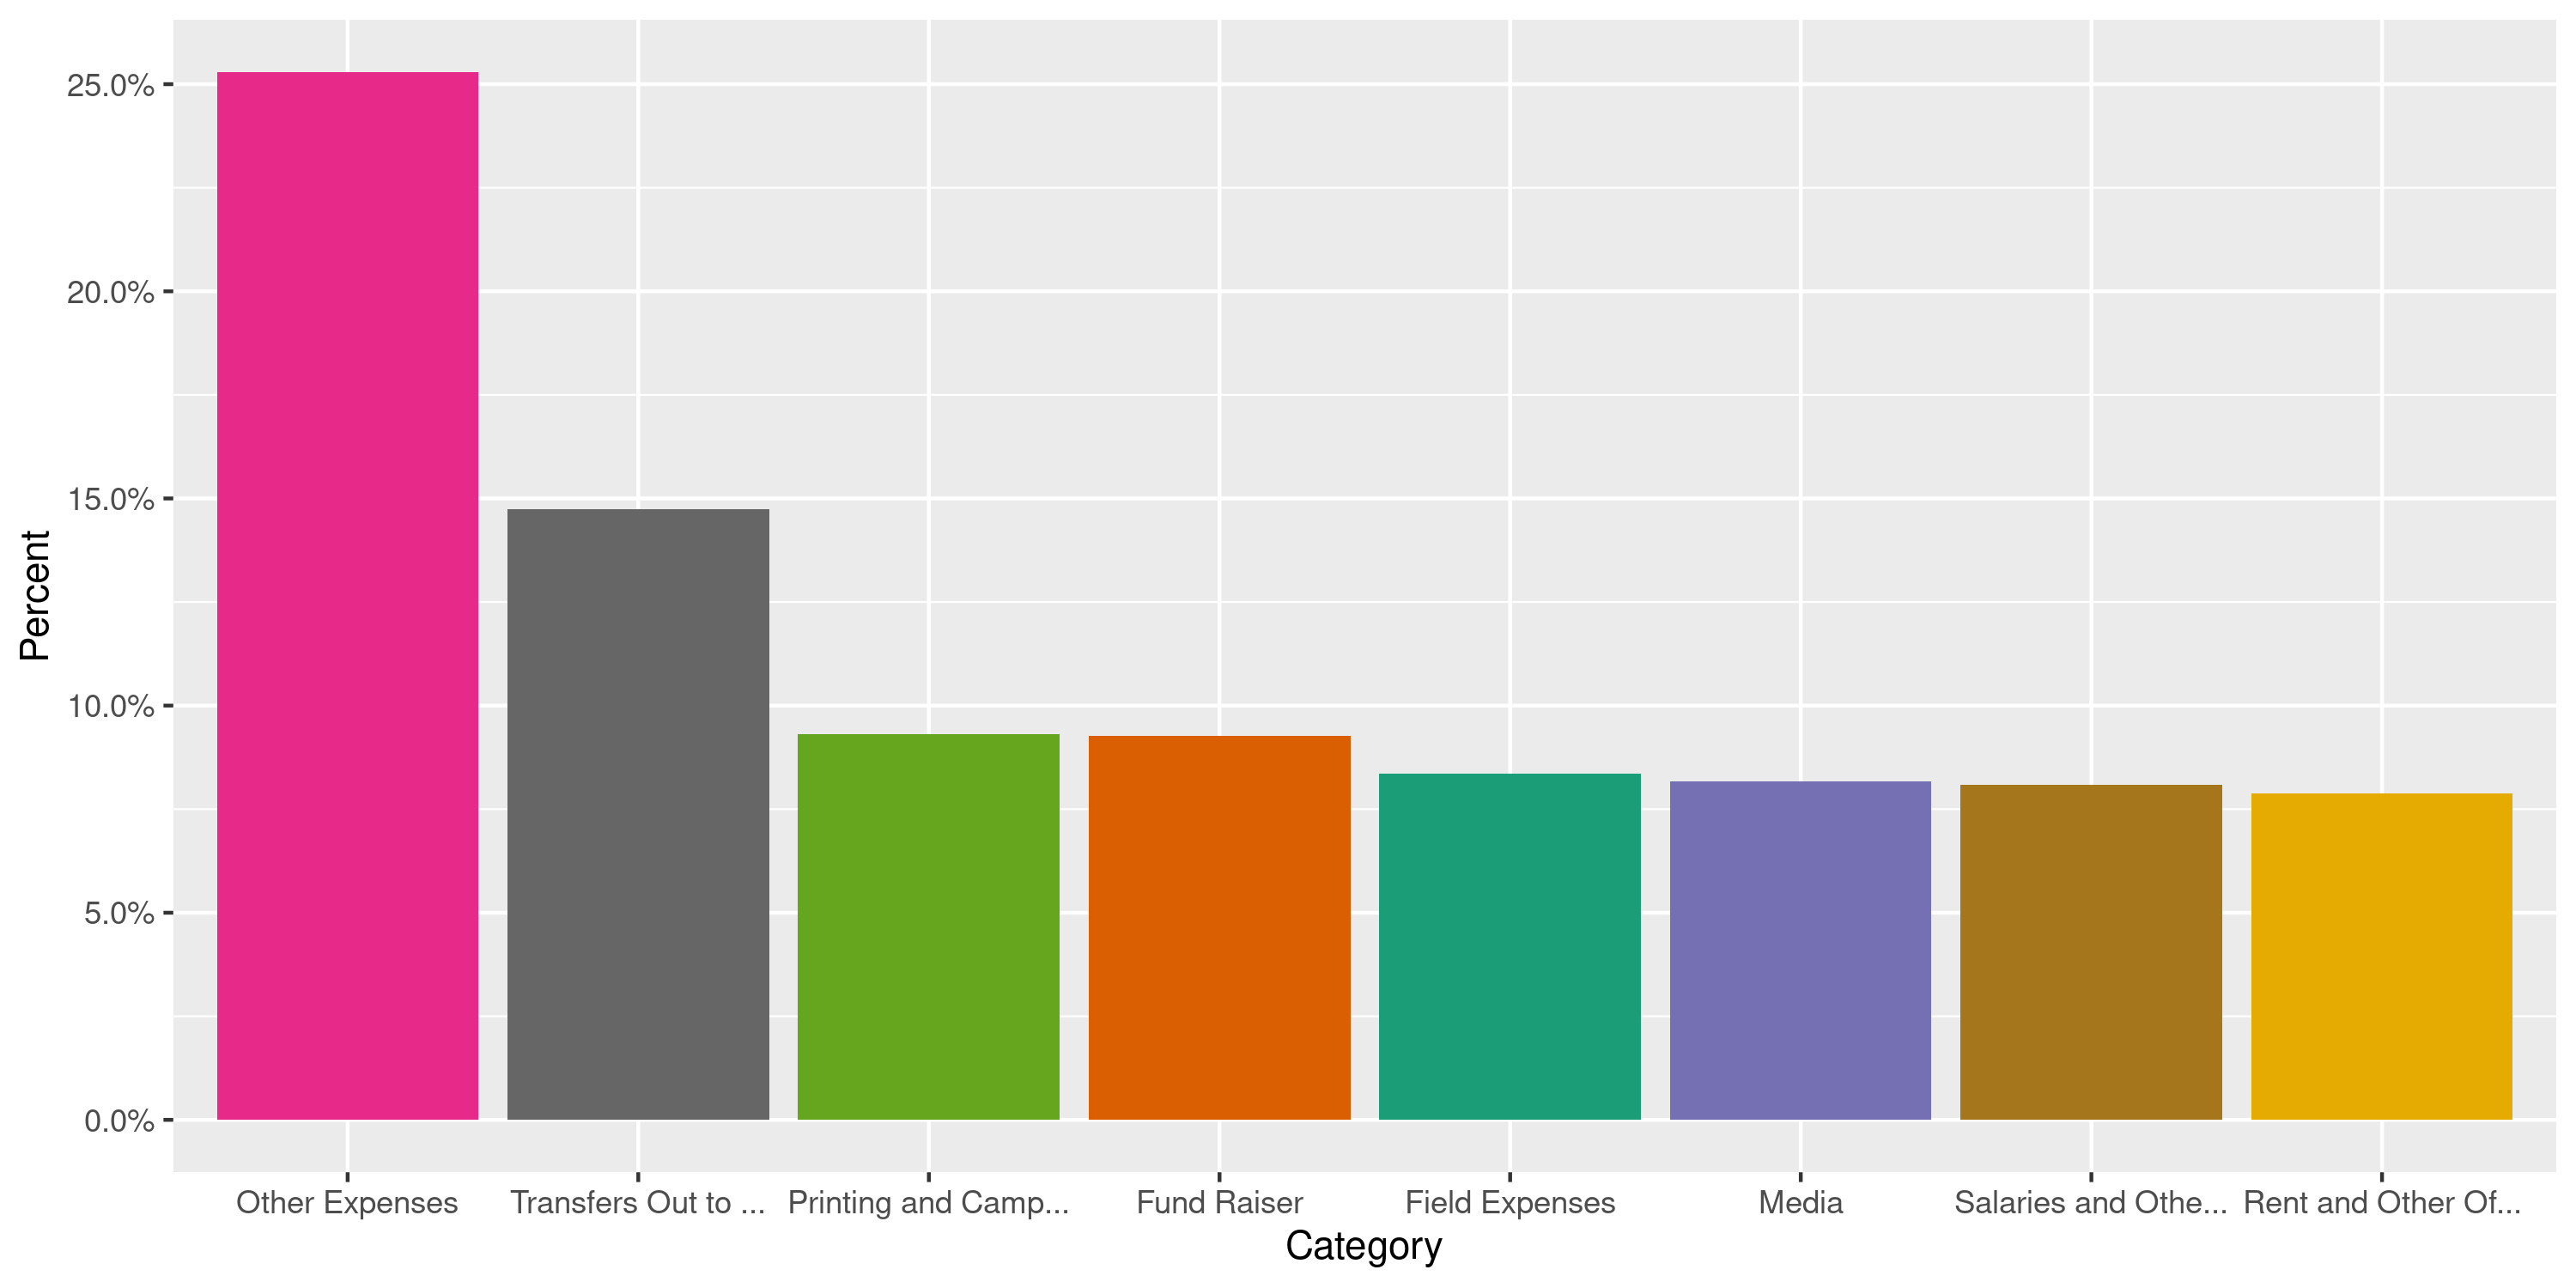 Percent
25.0%
20.0%
15.0%
10.0%
5.0%
0.0%
Other Expenses
Transfers Out to ...
Printing and Camp...
Fund Raiser
Field Expenses
Media
Salaries and Othe...
Rent and Other Of...
Category